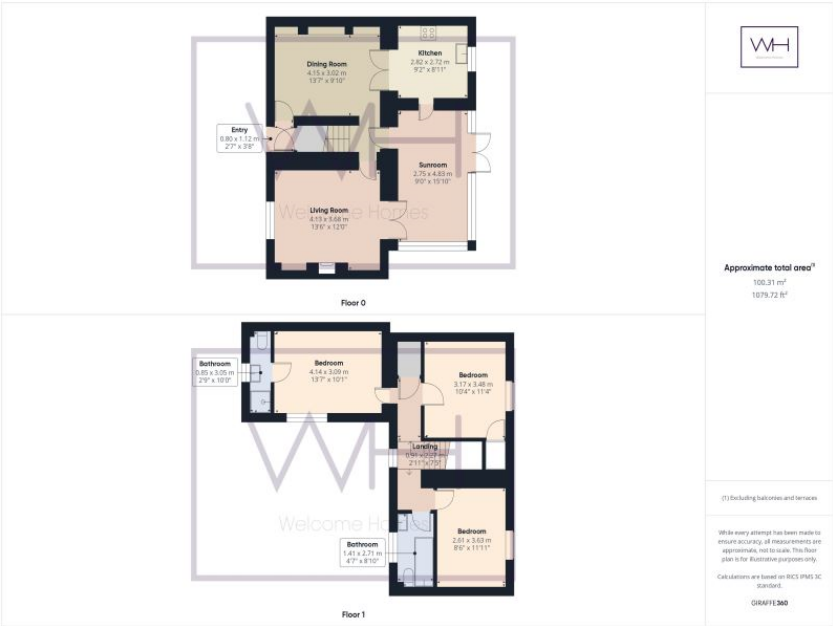 Dining Room
4.15 x 3.02 m
13'7" x 9'10"
Kitchen
2.82 x 2.72 m
9'2" x 8'11"
Entry
0.80 x 1.12 m
2'7" x 3'8"
Sunroom
2.75 x 4.83 m
9'0" x 15'10"
Living Room
4.13 x 3.68 m
13'6" x 12'0"
Welcome Homes
Floor 0
Bathroom
0.85 x 3.05 m
2'9" x 10'0"
Bedroom
4.14 x 3.09 m
13'7" x 10'1"
Bedroom
3.17 x 3.48 m
10'4" x 11'4"
Landing
2'11" x 7'5"
Bedroom
2.61 x 3.63 m
8'6" x 11'11"
Bathroom
1.41 x 2.71 m
4'7" x 8'10"
Welcome Homes
Floor 1
WH
Approximate total area(1)
100.31 m²
1079.72 ft²
(1) Excluding balconies and terraces
While every attempt has been made to
ensure accuracy, all measurements are
approximate, not to scale. This floor
plan is for illustrative purposes only.
Calculations are based on RICS IPMS 3C
standard.
GIRAFFE360